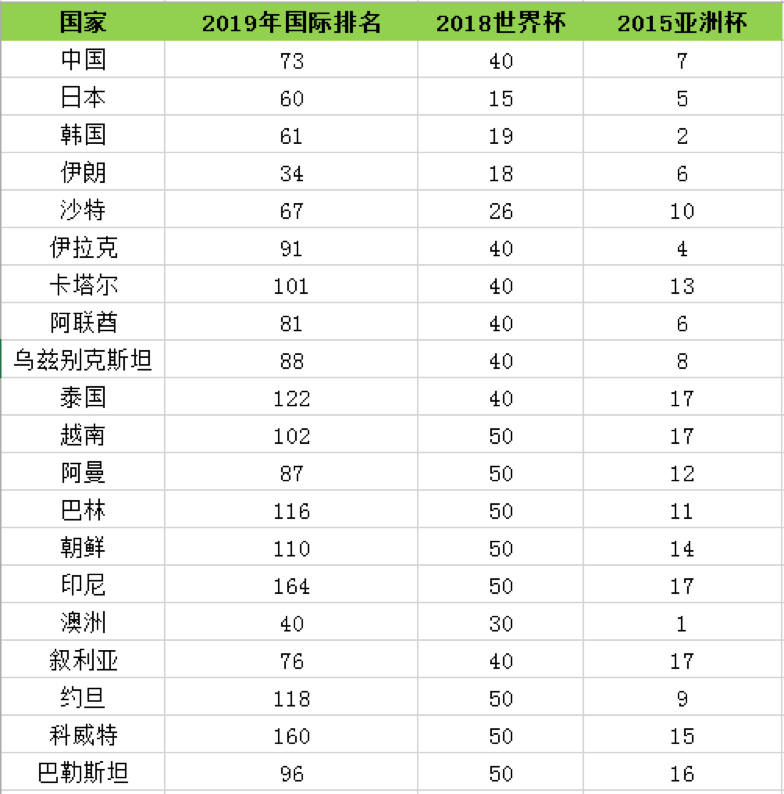 国家 2019年国际排名 2018世界杯 2015亚洲杯
中国 73 40 7
日本 60 15 5
韩国 61 19 2
伊朗 34 18 6
沙特 67 26 10
伊拉克 91 40 4
卡塔尔 101 40 13
阿联酋 81 40 6
乌兹别克斯坦 88 40 8
泰国 122 40 17
越南 102 50 17
阿曼 87 50 12
巴林 116 50 11
朝鲜 110 50 14
印尼 164 50 17
澳洲 40 30 1
叙利亚 76 40 17
约旦 118 50 9
科威特 160 50 15
巴勒斯坦 96 50 16